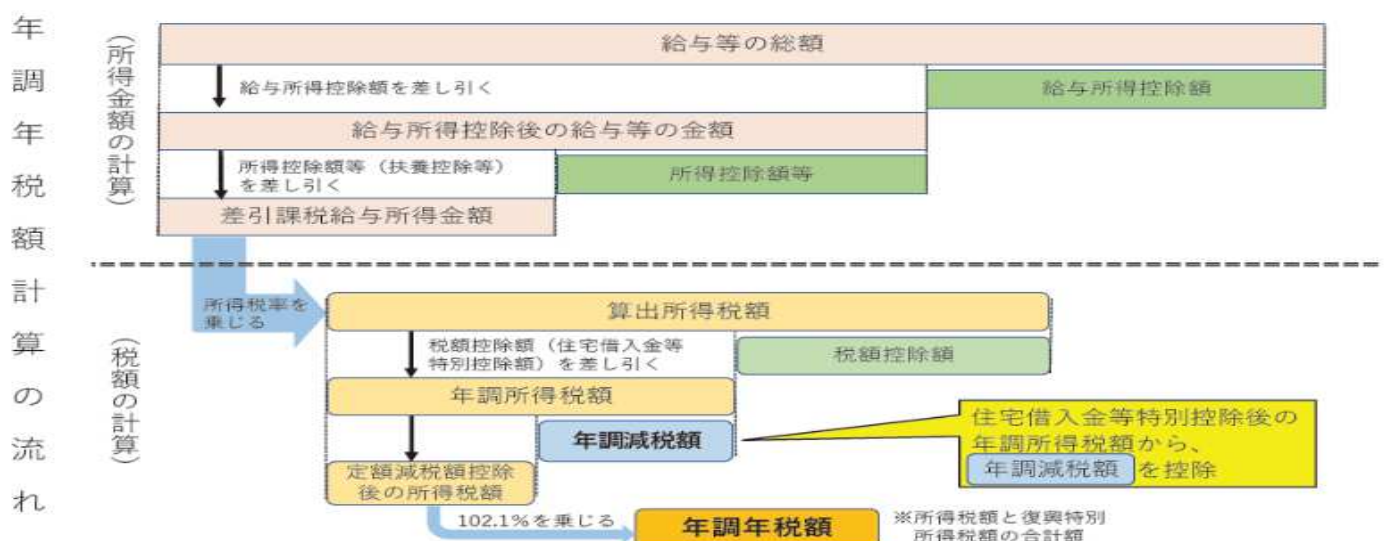 年調年税額計算の流れ
（所得金額の計算）
給与等の総額
給与所得控除額を差し引く
給与所得控除額
給与所得控除後の給与等の金額
所得控除額等（扶養控除等）
を差し引く
所得控除額等
差引課税給与所得金額
（税額の計算）
所得税率を
乗じる
算出所得税額
税額控除額（住宅借入金等
特別控除額）を差し引く
税額控除額
年調所得税額
年調減税額
住宅借入金等特別控除後の
年調所得税額から、
年調減税額 を控除
定額減税額控除
後の所得税額
102.1%を乗じる
年調年税額
※所得税額と復興特別
所得税額の合計額